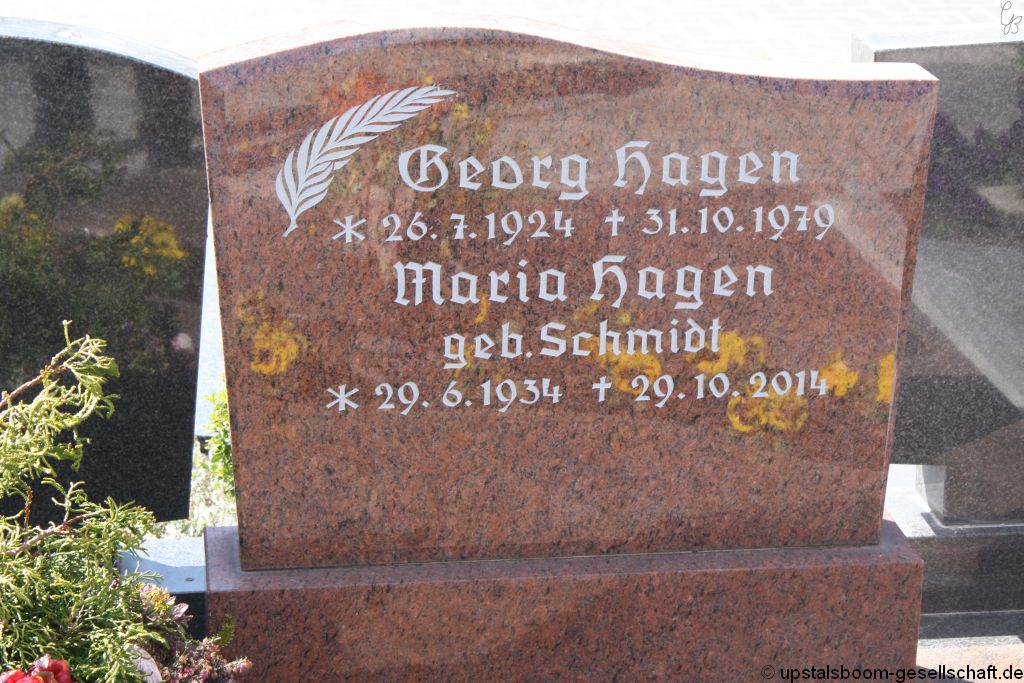 Georg Hagen
* 26.7.1924 † 31.10.1979
Maria Hagen
geb. Schmidt
* 29.6.1934 † 29.10.2014
© upstalsboom-gesellschaft.de